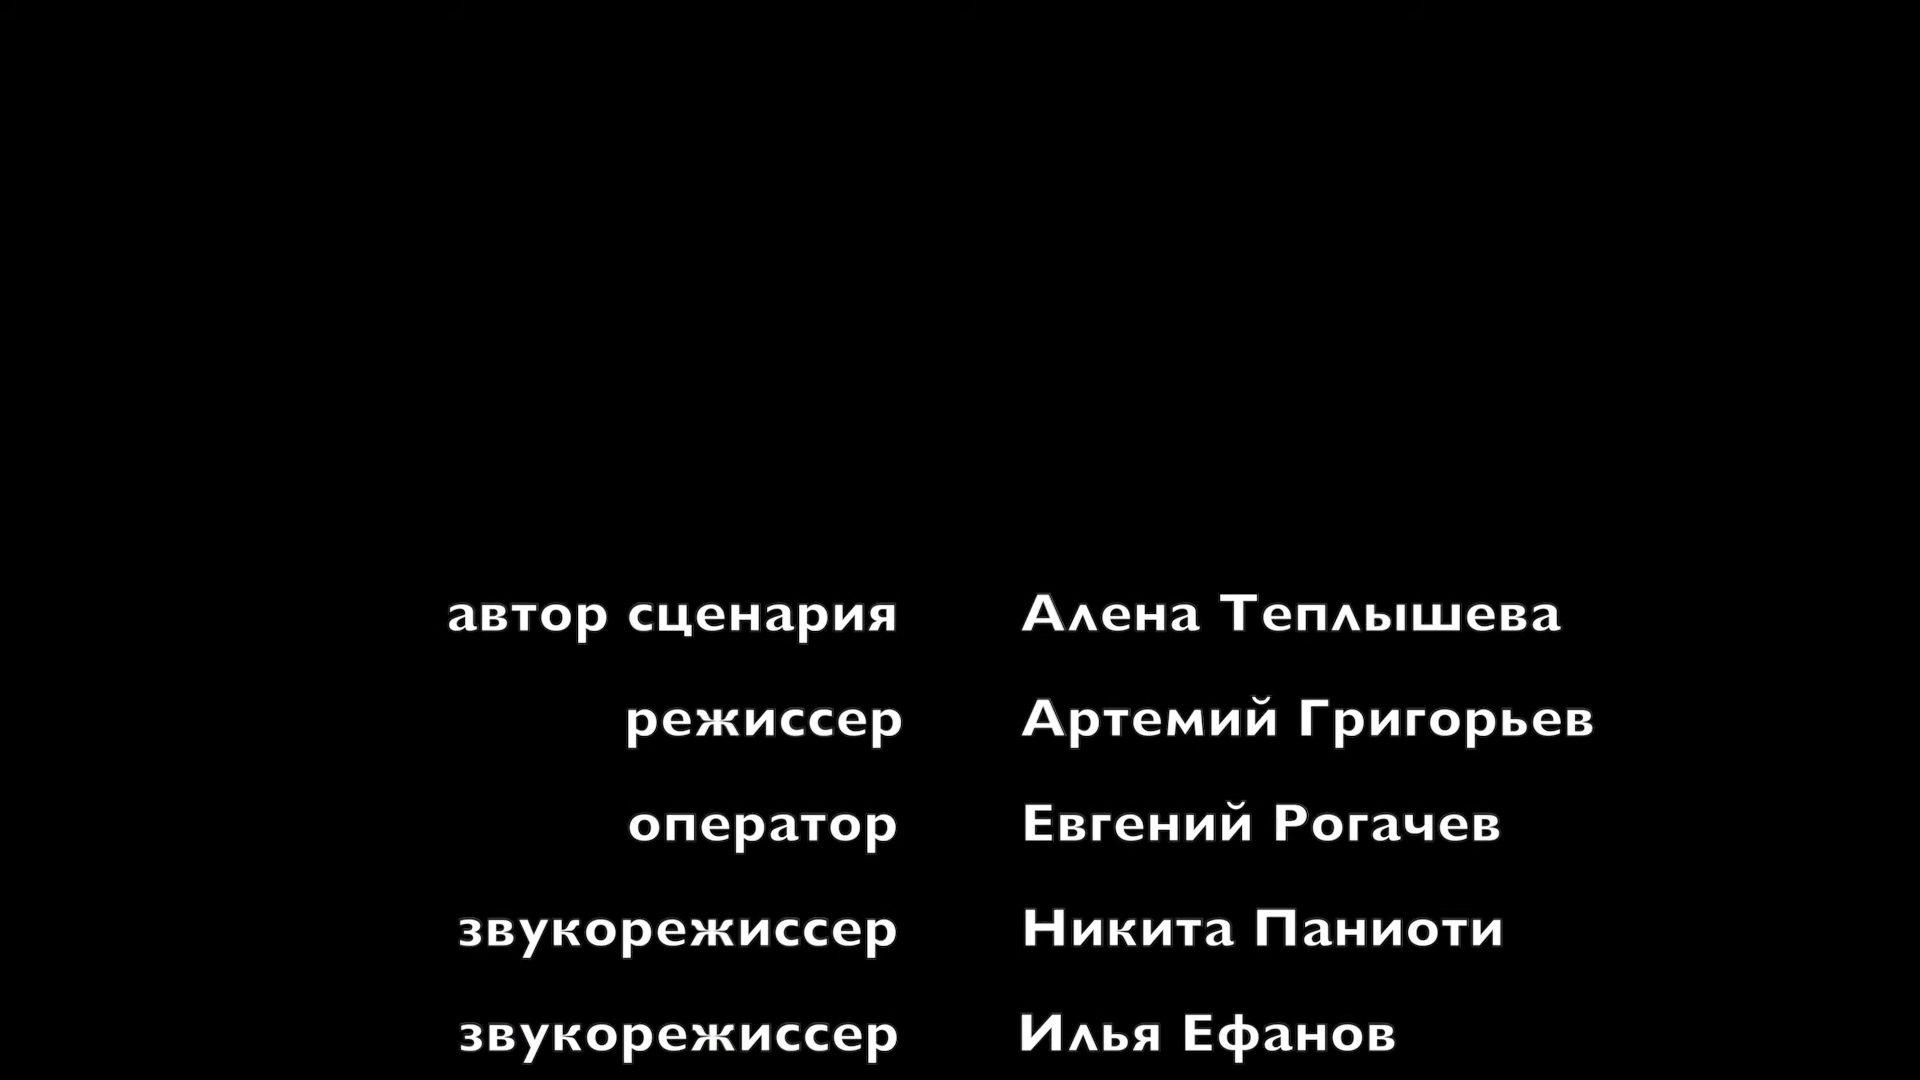 автор сценария Алена Теплышева
режиссер Артемий Григорьев
оператор Евгений Рогачев
звукорежиссер Никита Паниоти
звукорежиссер Илья Ефанов